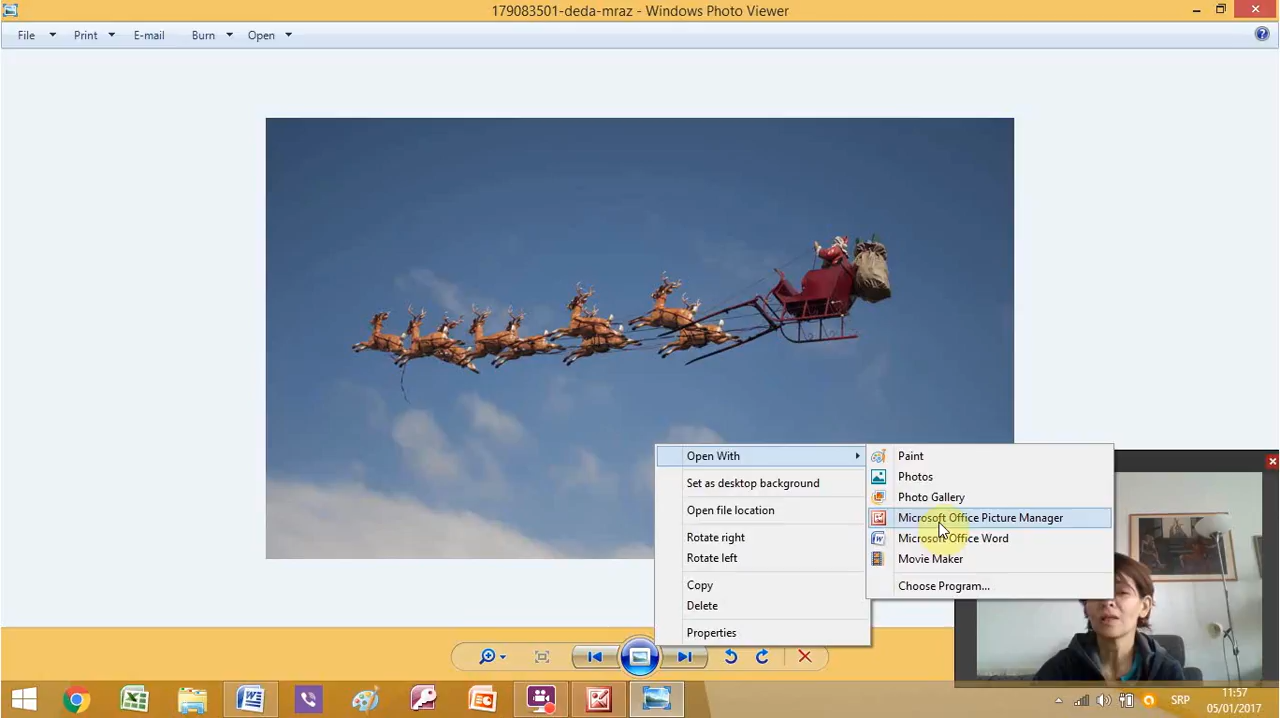 179083501-deda-mraz - Windows Photo Viewer
File Print E-mail Burn Open
Open With
Set as desktop background
Open file location
Rotate right
Rotate left
Copy
Delete
Properties
Paint
Photos
Photo Gallery
Microsoft Office Picture Manager
Microsoft Office Word
Movie Maker
Choose Program...
SRP
11:57
05/01/2017